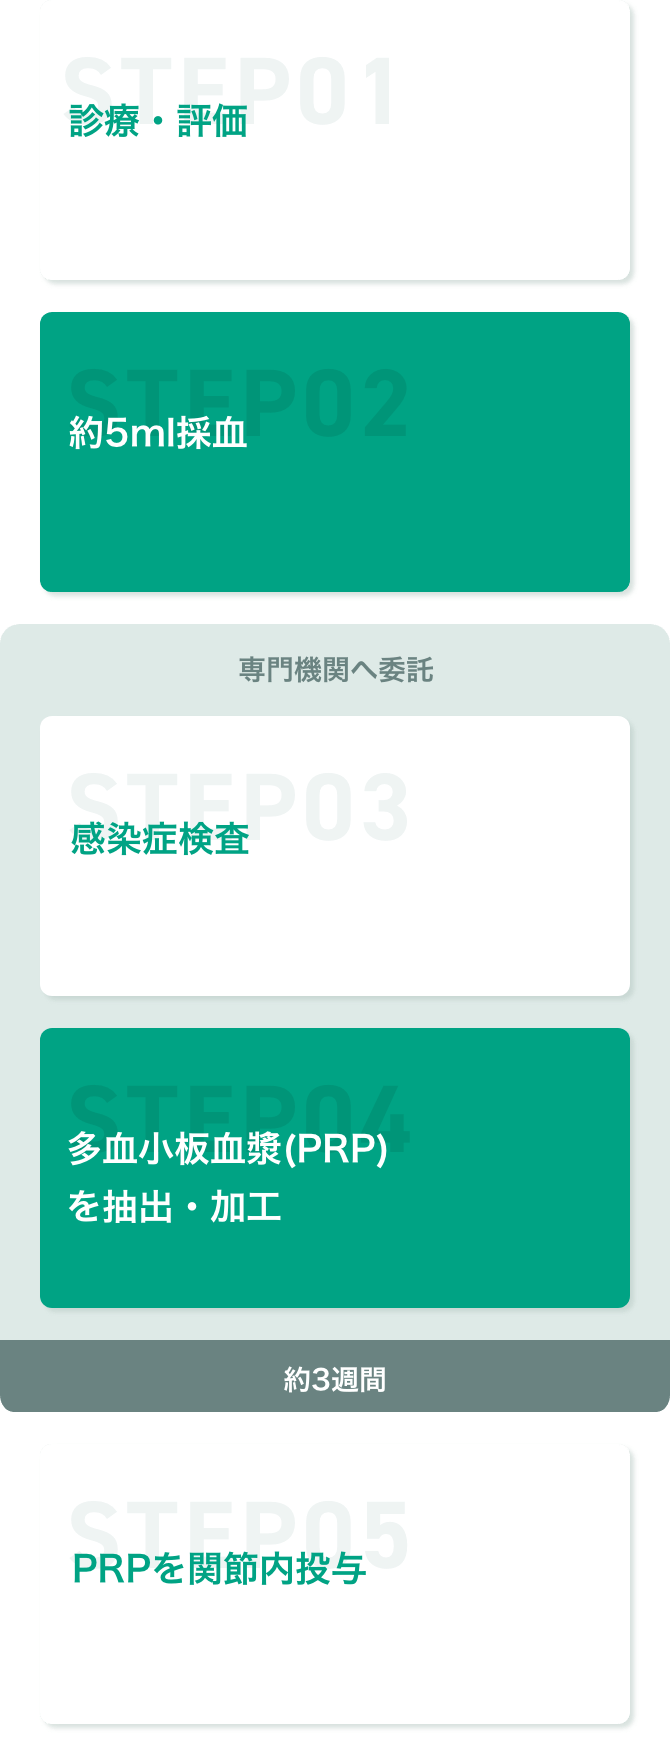 STEP01
診療・評価
STEP02
約5ml採血
専門機関へ委託
STEP03
感染症検査
STEP04
多血小板血漿(PRP)
を抽出・加工
約3週間
STEP05
PRPを関節内投与